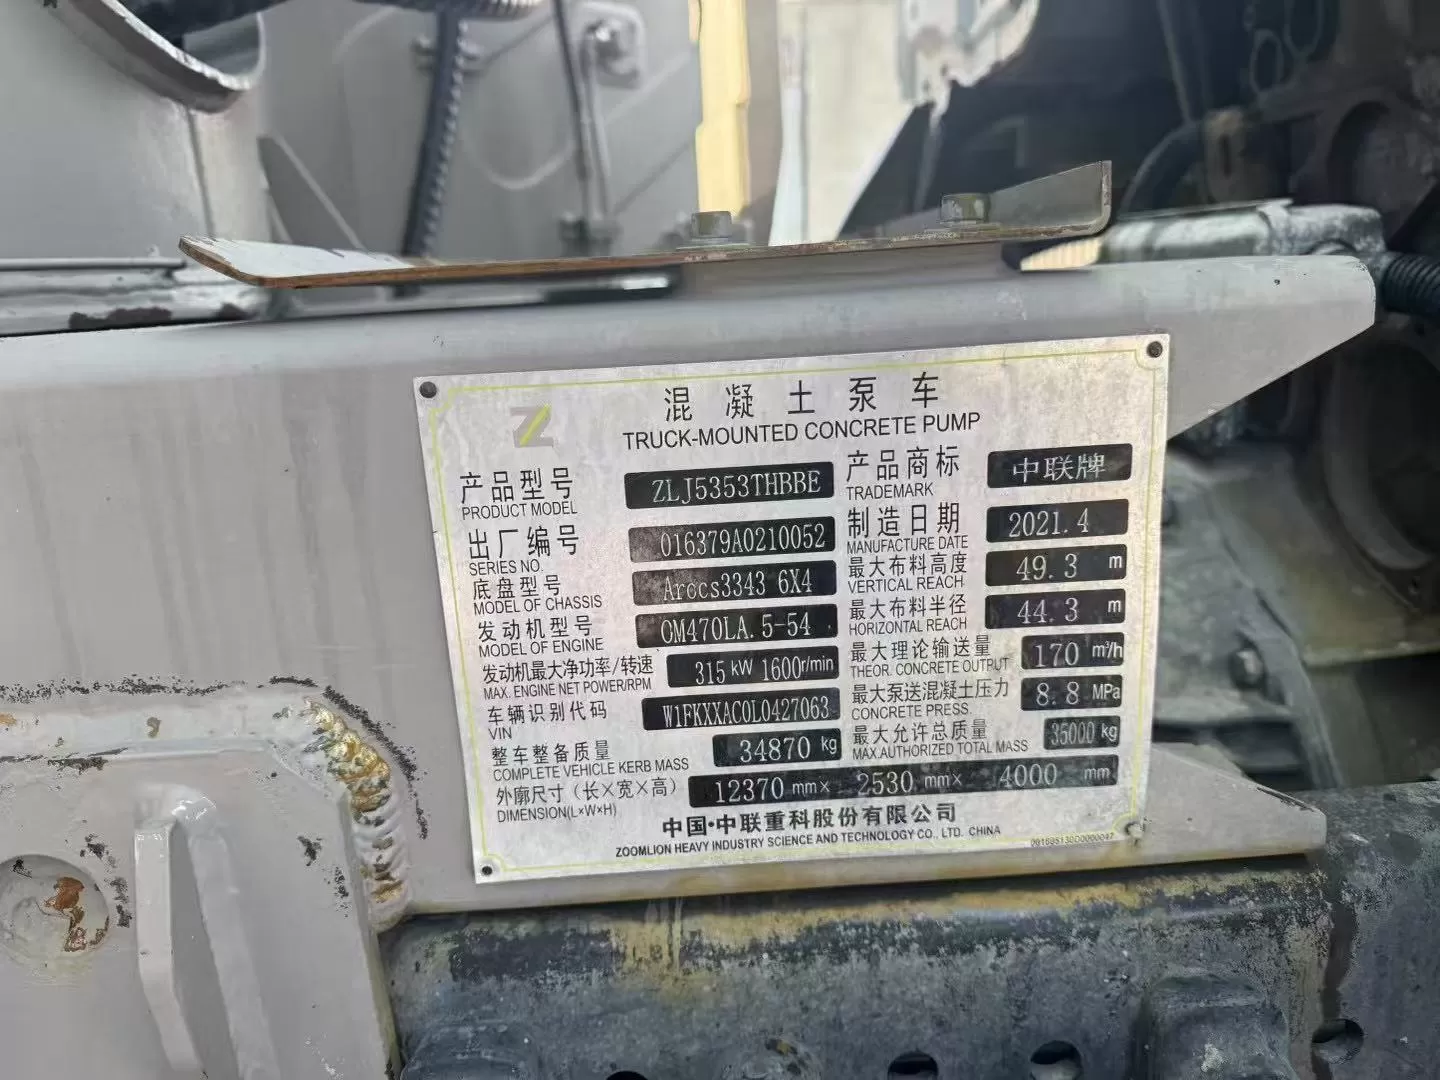 混凝土泵车
TRUCK-MOUNTED CONCRETE PUMP
产品型号 ZLJ5353THBBE 产品商标 中联牌
PRODUCT MODEL TRADEMARK
出厂编号 016379A0210052 制造日期 2021.4
SERIES NO. MANUFACTURE DATE
底盘型号 Arocs3343 6X4 最大布料高度 49.3 m
MODEL OF CHASSIS VERTICAL REACH
发动机型号 OM470LA.5-54 最大布料半径 44.3 m
MODEL OF ENGINE HORIZONTAL REACH
发动机最大净功率/转速 315 kW 1600r/min 最大理论输送量 170 m³/h
MAX. ENGINE NET POWER/RPM THEOR. CONCRETE OUTPUT
车辆识别代码 W1FKXXAC0L0427063 最大泵送混凝土压力 8.8 MPa
VIN CONCRETE PRESS.
整车整备质量 34870 kg 最大允许总质量 35000 kg
COMPLETE VEHICLE KERB MASS MAX.AUTHORIZED TOTAL MASS
外廓尺寸（长×宽×高） 12370 mm× 2530 mm× 4000 mm
DIMENSION(L×W×H)
中国·中联重科股份有限公司
ZOOMLION HEAVY INDUSTRY SCIENCE AND TECHNOLOGY CO., LTD. CHINA